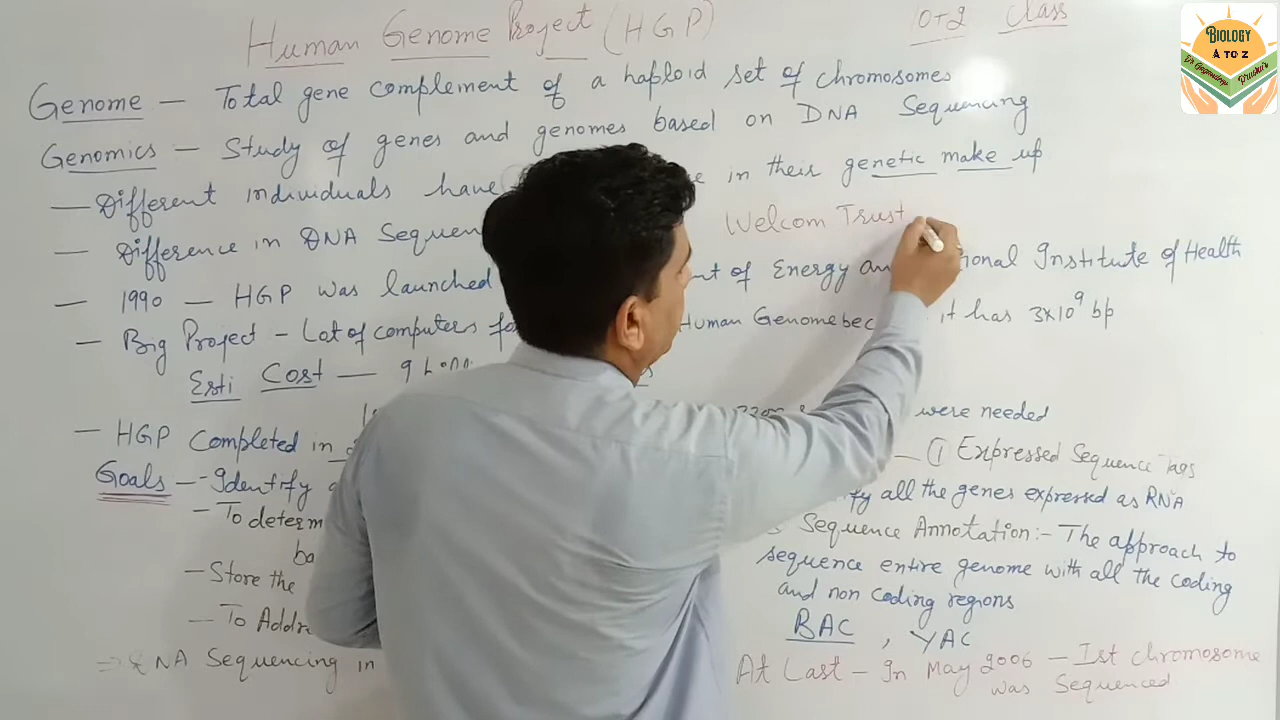 Human Genome Project (HGP)
10+2 Class
BIOLOGY
A TO Z
Genome — Total gene complement of a haploid set of chromosomes
Genomics — Study of genes and genomes based on DNA Sequencing
— Different individuals have in their genetic make up
— Difference in DNA Sequen
Welcom Trust
— 1990 — HGP was launched nt of Energy an ional Institute of Health
— Big Project — Lot of computers fo Human Genome bec it has 3x10⁹ bp
Esti Cost — 9
— HGP Completed in
were needed
Goals — Identify
— ① Expressed Sequence Tags
fy all the genes expressed as RNA
— To determ
Sequence Annotation:- The approach to
ba
sequence entire genome with all the coding
— Store the
and non coding regions
— To Addre
BAC , YAC
Sequencing in
At Last — In May 2006 — Ist chromosome
was Sequenced